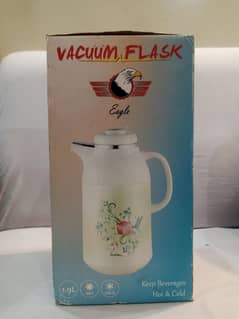 VACUUM FLASK
Eagle
1.9L
Keep Beverages
Hot & Cold